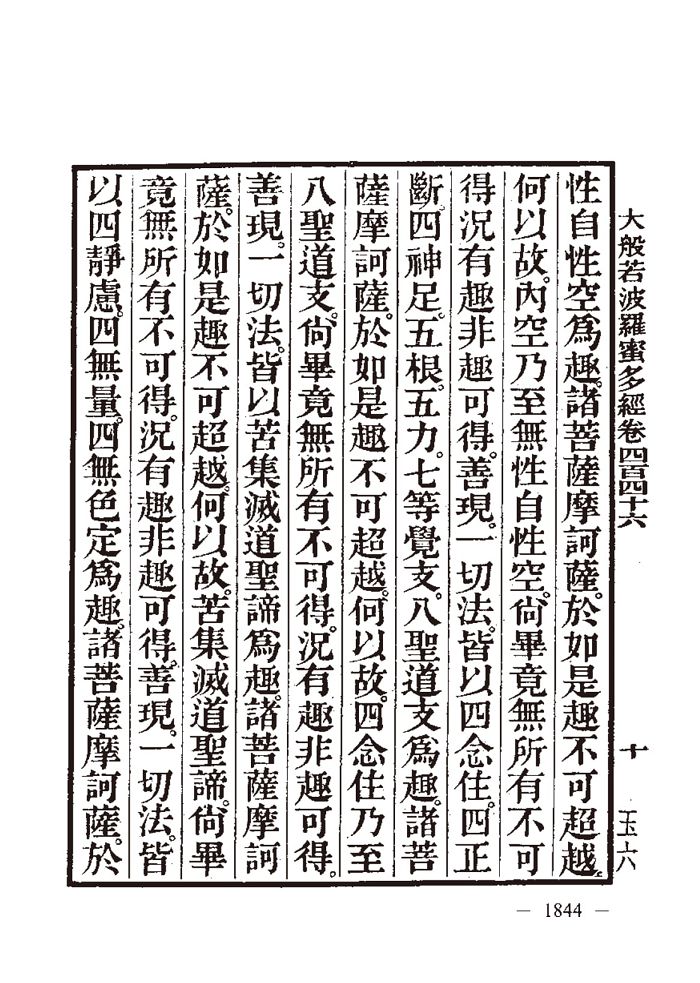 大般若波羅蜜多經卷四百四十六
十
玉六
性自性空爲趣。諸菩薩摩訶薩。於如是趣不可超越。
何以故。內空乃至無性自性空。尙畢竟無所有不可
得。況有趣非趣可得。善現。一切法。皆以四念住。四正
斷。四神足。五根。五力。七等覺支。八聖道支爲趣。諸菩
薩摩訶薩。於如是趣不可超越。何以故。四念住乃至
八聖道支。尙畢竟無所有不可得。況有趣非趣可得。
善現。一切法。皆以苦集滅道聖諦爲趣。諸菩薩摩訶
薩。於如是趣不可超越。何以故。苦集滅道聖諦。尙畢
竟無所有不可得。況有趣非趣可得。善現。一切法。皆
以四靜慮。四無量。四無色定爲趣。諸菩薩摩訶薩。於
— 1844 —